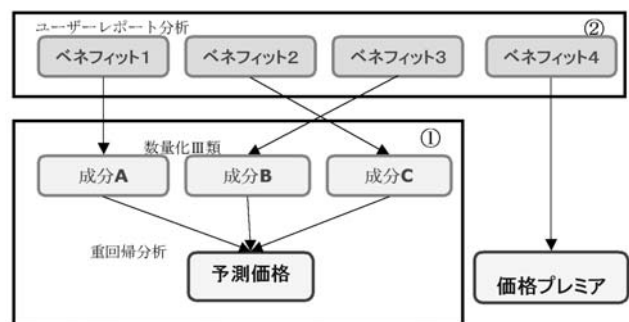 ユーザーレポート分析
②
ベネフィット1
ベネフィット2
ベネフィット3
ベネフィット4
数量化Ⅲ類
①
成分A
成分B
成分C
重回帰分析
予測価格
価格プレミア